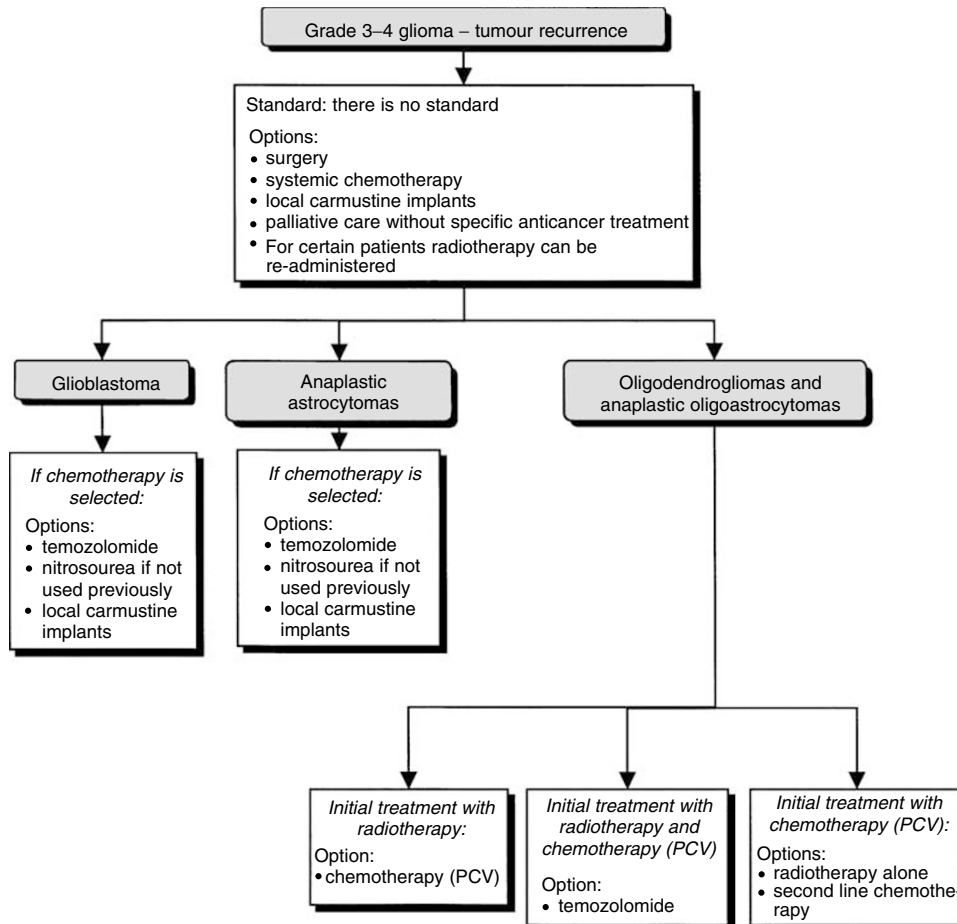 Grade 3–4 glioma – tumour recurrence
Standard: there is no standard
Options:
• surgery
• systemic chemotherapy
• local carmustine implants
• palliative care without specific anticancer treatment
• For certain patients radiotherapy can be
re-administered
Glioblastoma
Anaplastic
astrocytomas
Oligodendrogliomas and
anaplastic oligoastrocytomas
If chemotherapy is
selected:
Options:
• temozolomide
• nitrosourea if not
used previously
• local carmustine
implants
If chemotherapy is
selected:
Options:
• temozolomide
• nitrosourea if not
used previously
• local carmustine
implants
Initial treatment with
radiotherapy:
Option:
• chemotherapy (PCV)
Initial treatment with
radiotherapy and
chemotherapy (PCV)
Option:
• temozolomide
Initial treatment with
chemotherapy (PCV):
Options:
• radiotherapy alone
• second line chemothe-
rapy